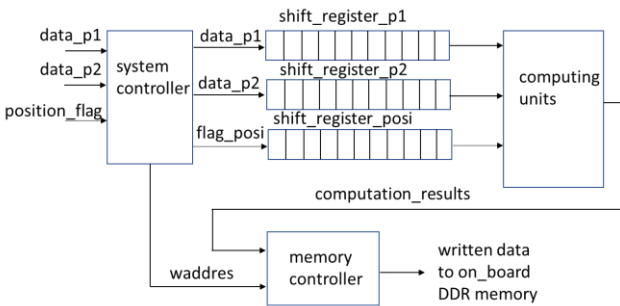 shift_register_p1
data_p1
data_p1
system
controller
data_p2
data_p2
shift_register_p2
computing
units
position_flag
flag_posi
shift_register_posi
computation_results
waddres
memory
controller
written data
to on_board
DDR memory